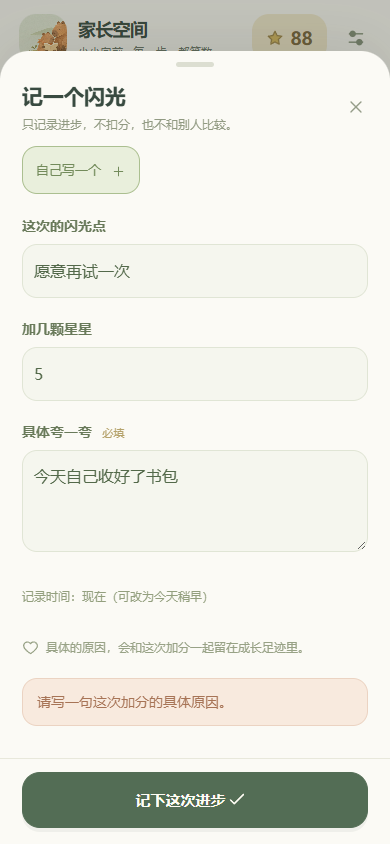 家长空间
88
记一个闪光
只记录进步，不扣分，也不和别人比较。
自己写一个 +
这次的闪光点
愿意再试一次
加几颗星星
5
具体夸一夸 必填
今天自己收好了书包
记录时间：现在（可改为今天稍早）
具体的原因，会和这次加分一起留在成长足迹里。
请写一句这次加分的具体原因。
记下这次进步